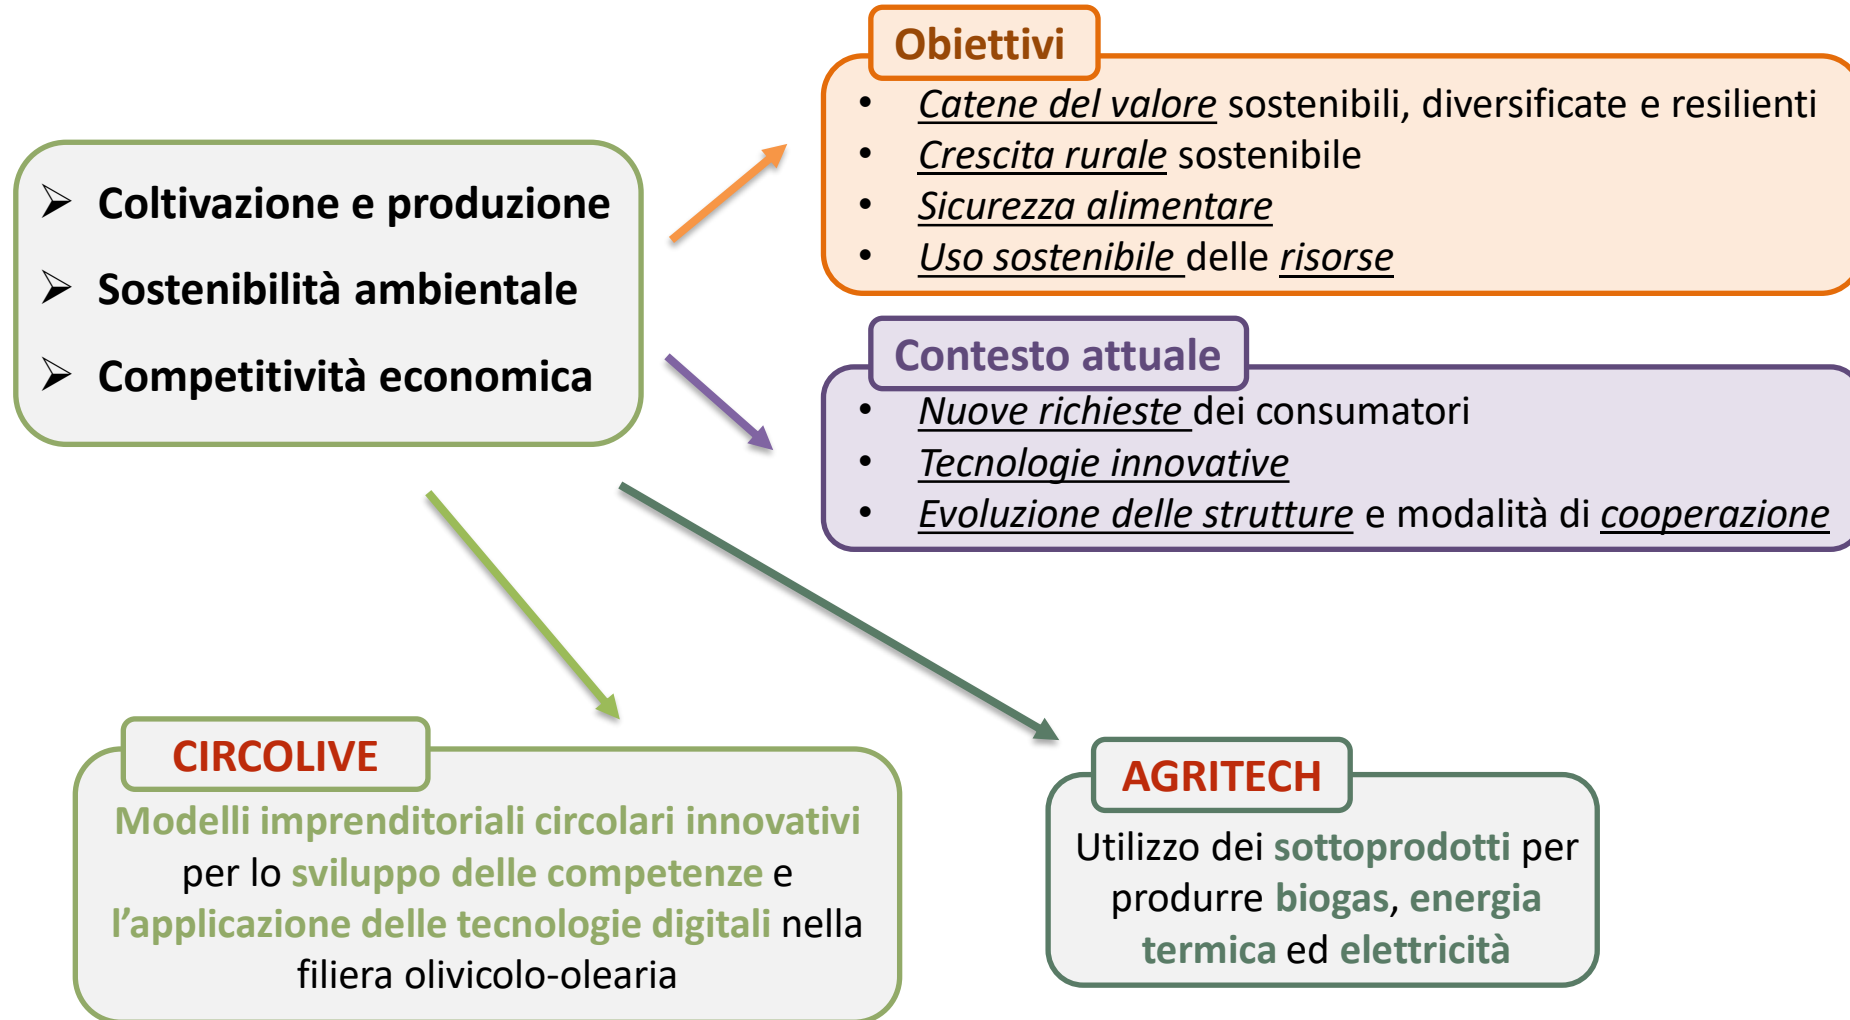 Obiettivi
• Catene del valore sostenibili, diversificate e resilienti
• Crescita rurale sostenibile
• Sicurezza alimentare
• Uso sostenibile delle risorse
➢ Coltivazione e produzione
➢ Sostenibilità ambientale
➢ Competitività economica
Contesto attuale
• Nuove richieste dei consumatori
• Tecnologie innovative
• Evoluzione delle strutture e modalità di cooperazione
CIRCOLIVE
Modelli imprenditoriali circolari innovativi
per lo sviluppo delle competenze e
l’applicazione delle tecnologie digitali nella
filiera olivicolo-olearia
AGRITECH
Utilizzo dei sottoprodotti per
produrre biogas, energia
termica ed elettricità